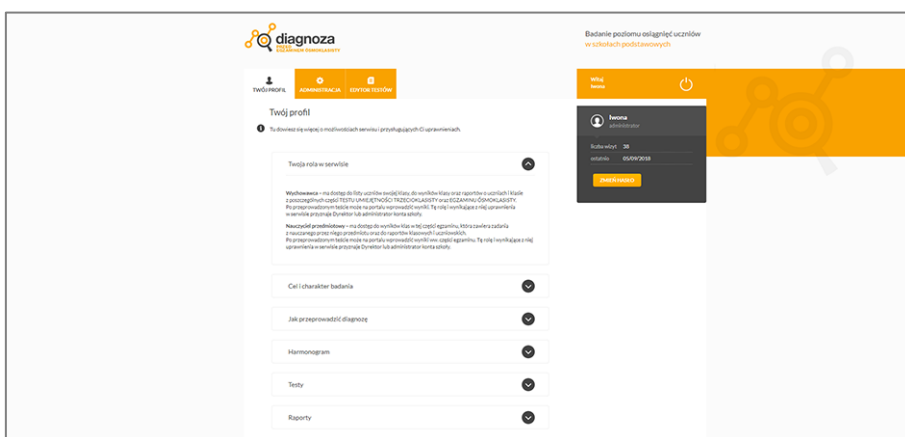 diagnoza
PRZED
EGZAMINEM ÓSMOKLASISTY
Badanie poziomu osiągnięć uczniów
w szkołach podstawowych
TWÓJ PROFIL
ADMINISTRACJA
EDYTOR TESTÓW
Witaj
Iwona
Twój profil
Tu dowiesz się więcej o możliwościach serwisu i przysługujących Ci uprawnieniach.
Iwona
administrator
liczba wizyt 38
ostatnio 05/09/2018
ZMIEŃ HASŁO
Twoja rola w serwisie
Wychowawca – ma dostęp do listy uczniów swojej klasy, do wyników klasy oraz raportów o uczniach i klasie
z poszczególnych części TESTU UMIEJĘTNOŚCI TRZECIOKLASISTY oraz EGZAMINU ÓSMOKLASISTY.
Po przeprowadzonym teście może na portalu wprowadzić wyniki. Tę rolę i wynikające z niej uprawnienia
w serwisie przyznaje Dyrektor lub administrator konta szkoły.
Nauczyciel przedmiotowy – ma dostęp do wyników klas w tej części egzaminu, która zawiera zadania
z nauczanego przez niego przedmiotu oraz do raportów klasowych i uczniowskich.
Po przeprowadzonym teście może na portalu wprowadzić wyniki ww. części egzaminu. Tę rolę i wynikające z niej
uprawnienia w serwisie przyznaje Dyrektor lub administrator konta szkoły.
Cel i charakter badania
Jak przeprowadzić diagnozę
Harmonogram
Testy
Raporty